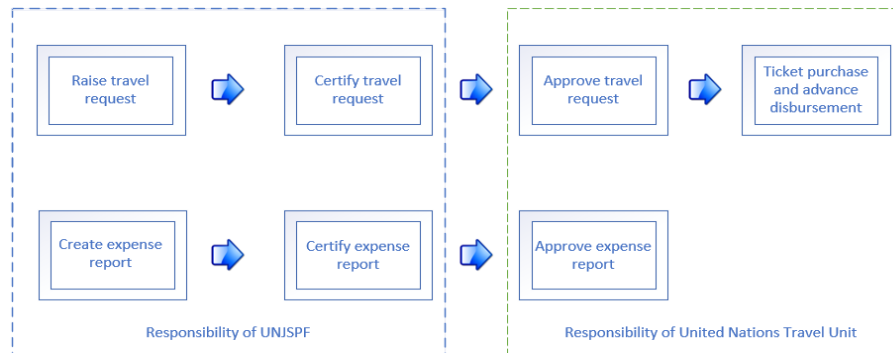 Raise travel
request
Certify travel
request
Approve travel
request
Ticket purchase
and advance
disbursement
Create expense
report
Certify expense
report
Approve expense
report
Responsibility of UNJSPF
Responsibility of United Nations Travel Unit